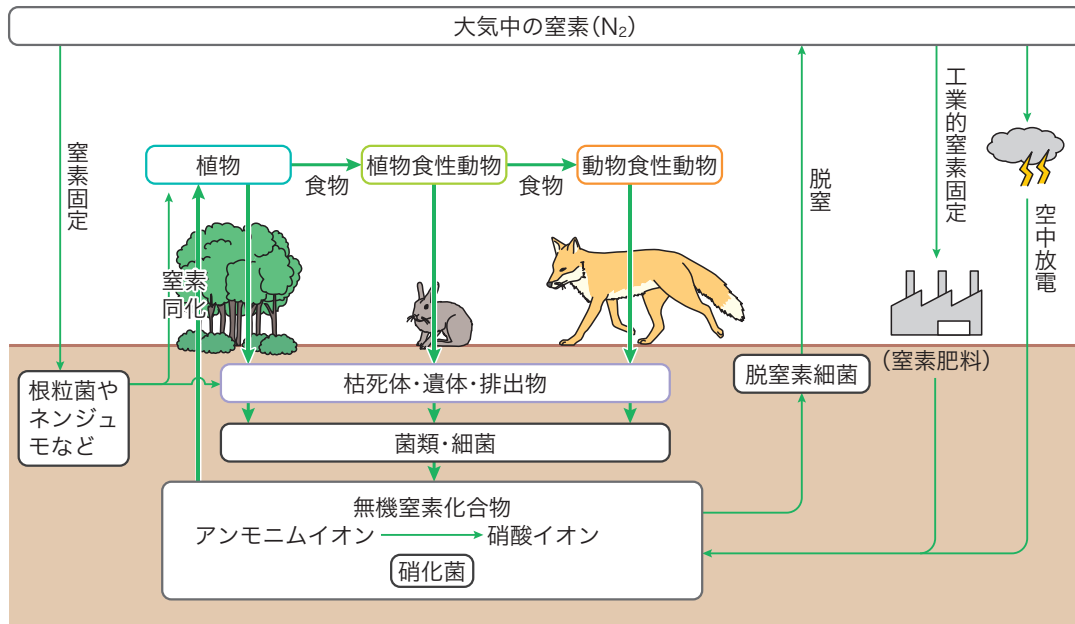 大気中の窒素(N₂)
窒素固定
植物
食物
植物食性動物
食物
動物食性動物
脱窒
工業的窒素固定
空中放電
窒素
同化
(窒素肥料)
根粒菌や
ネンジュ
モなど
枯死体・遺体・排出物
脱窒素細菌
菌類・細菌
無機窒素化合物
アンモニムイオン
硝酸イオン
硝化菌